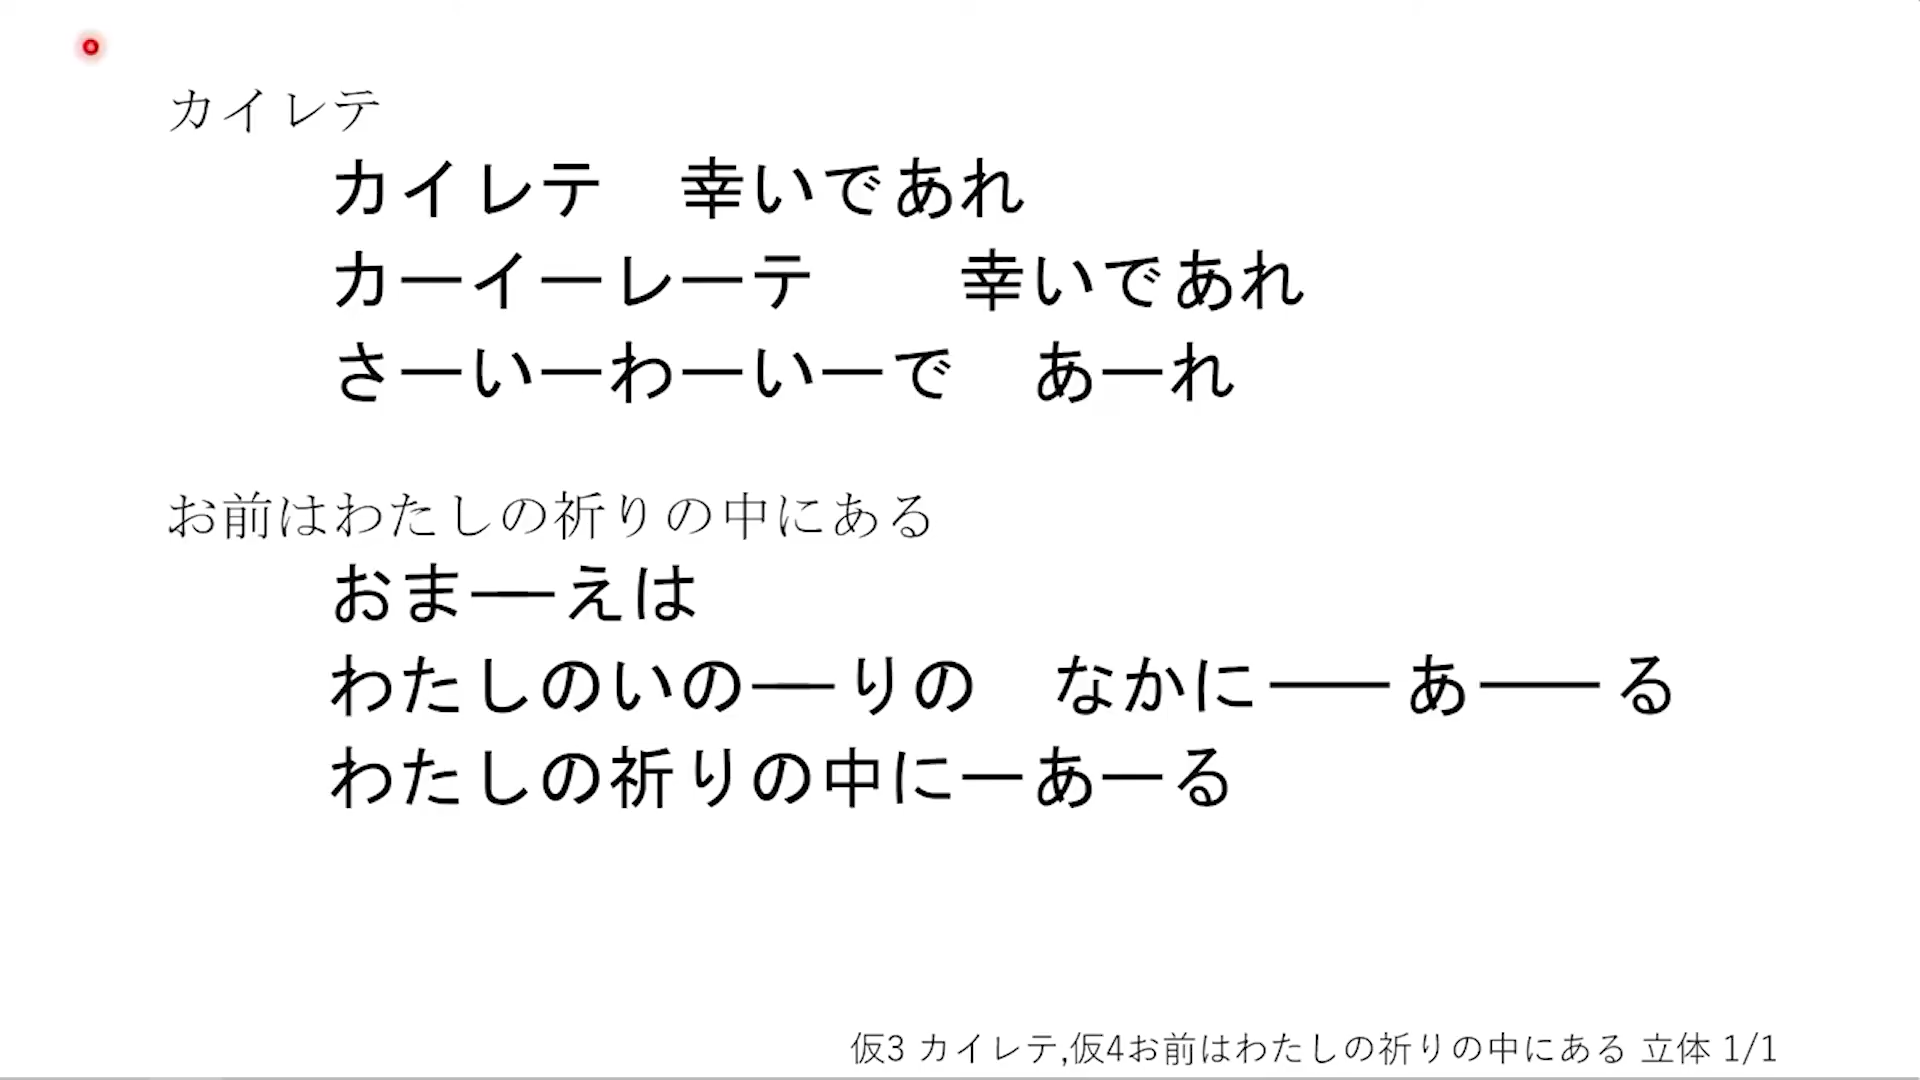 カイレテ
カイレテ　幸いであれ
カーイーレーテ　　幸いであれ
さーいーわーいーで　あーれ
お前はわたしの祈りの中にある
おま──えは
わたしのいの──りの　なかに──あ──る
わたしの祈りの中にーあーる
仮3 カイレテ,仮4お前はわたしの祈りの中にある 立体 1/1